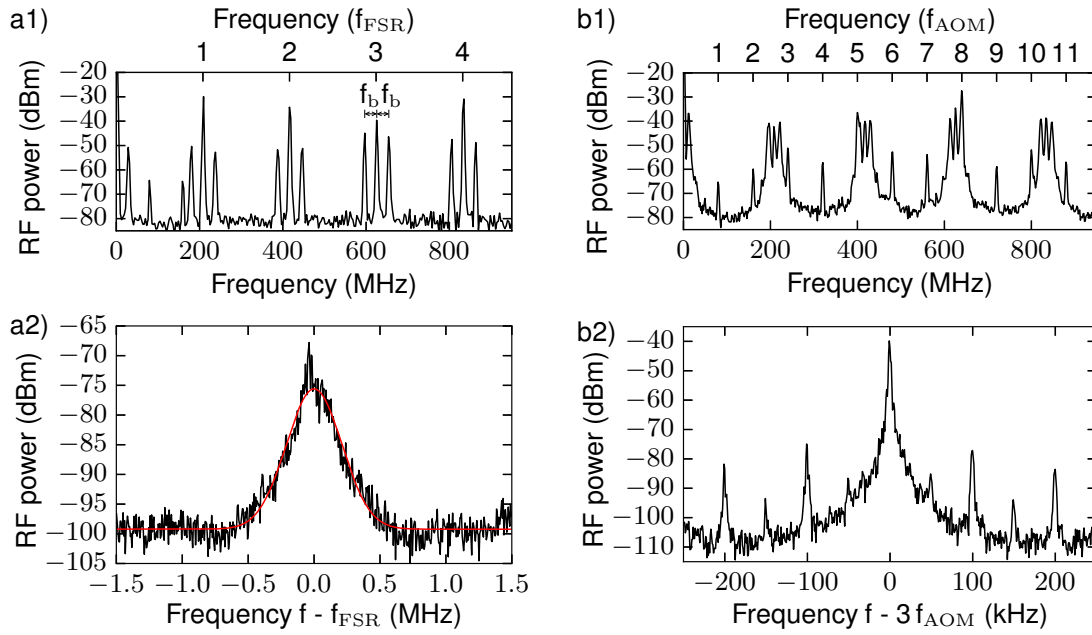 a1)
Frequency (f_FSR)
1 2 3 4
RF power (dBm)
−20
−30
−40
−50
−60
−70
−80
f_b f_b
0 200 400 600 800
Frequency (MHz)
b1)
Frequency (f_AOM)
1 2 3 4 5 6 7 8 9 10 11
RF power (dBm)
−20
−30
−40
−50
−60
−70
−80
0 200 400 600 800
Frequency (MHz)
a2)
RF power (dBm)
−65
−70
−75
−80
−85
−90
−95
−100
−105
−1.5 −1.0 −0.5 0.0 0.5 1.0 1.5
Frequency f - f_FSR (MHz)
b2)
RF power (dBm)
−40
−50
−60
−70
−80
−90
−100
−110
−200 −100 0 100 200
Frequency f - 3 f_AOM (kHz)